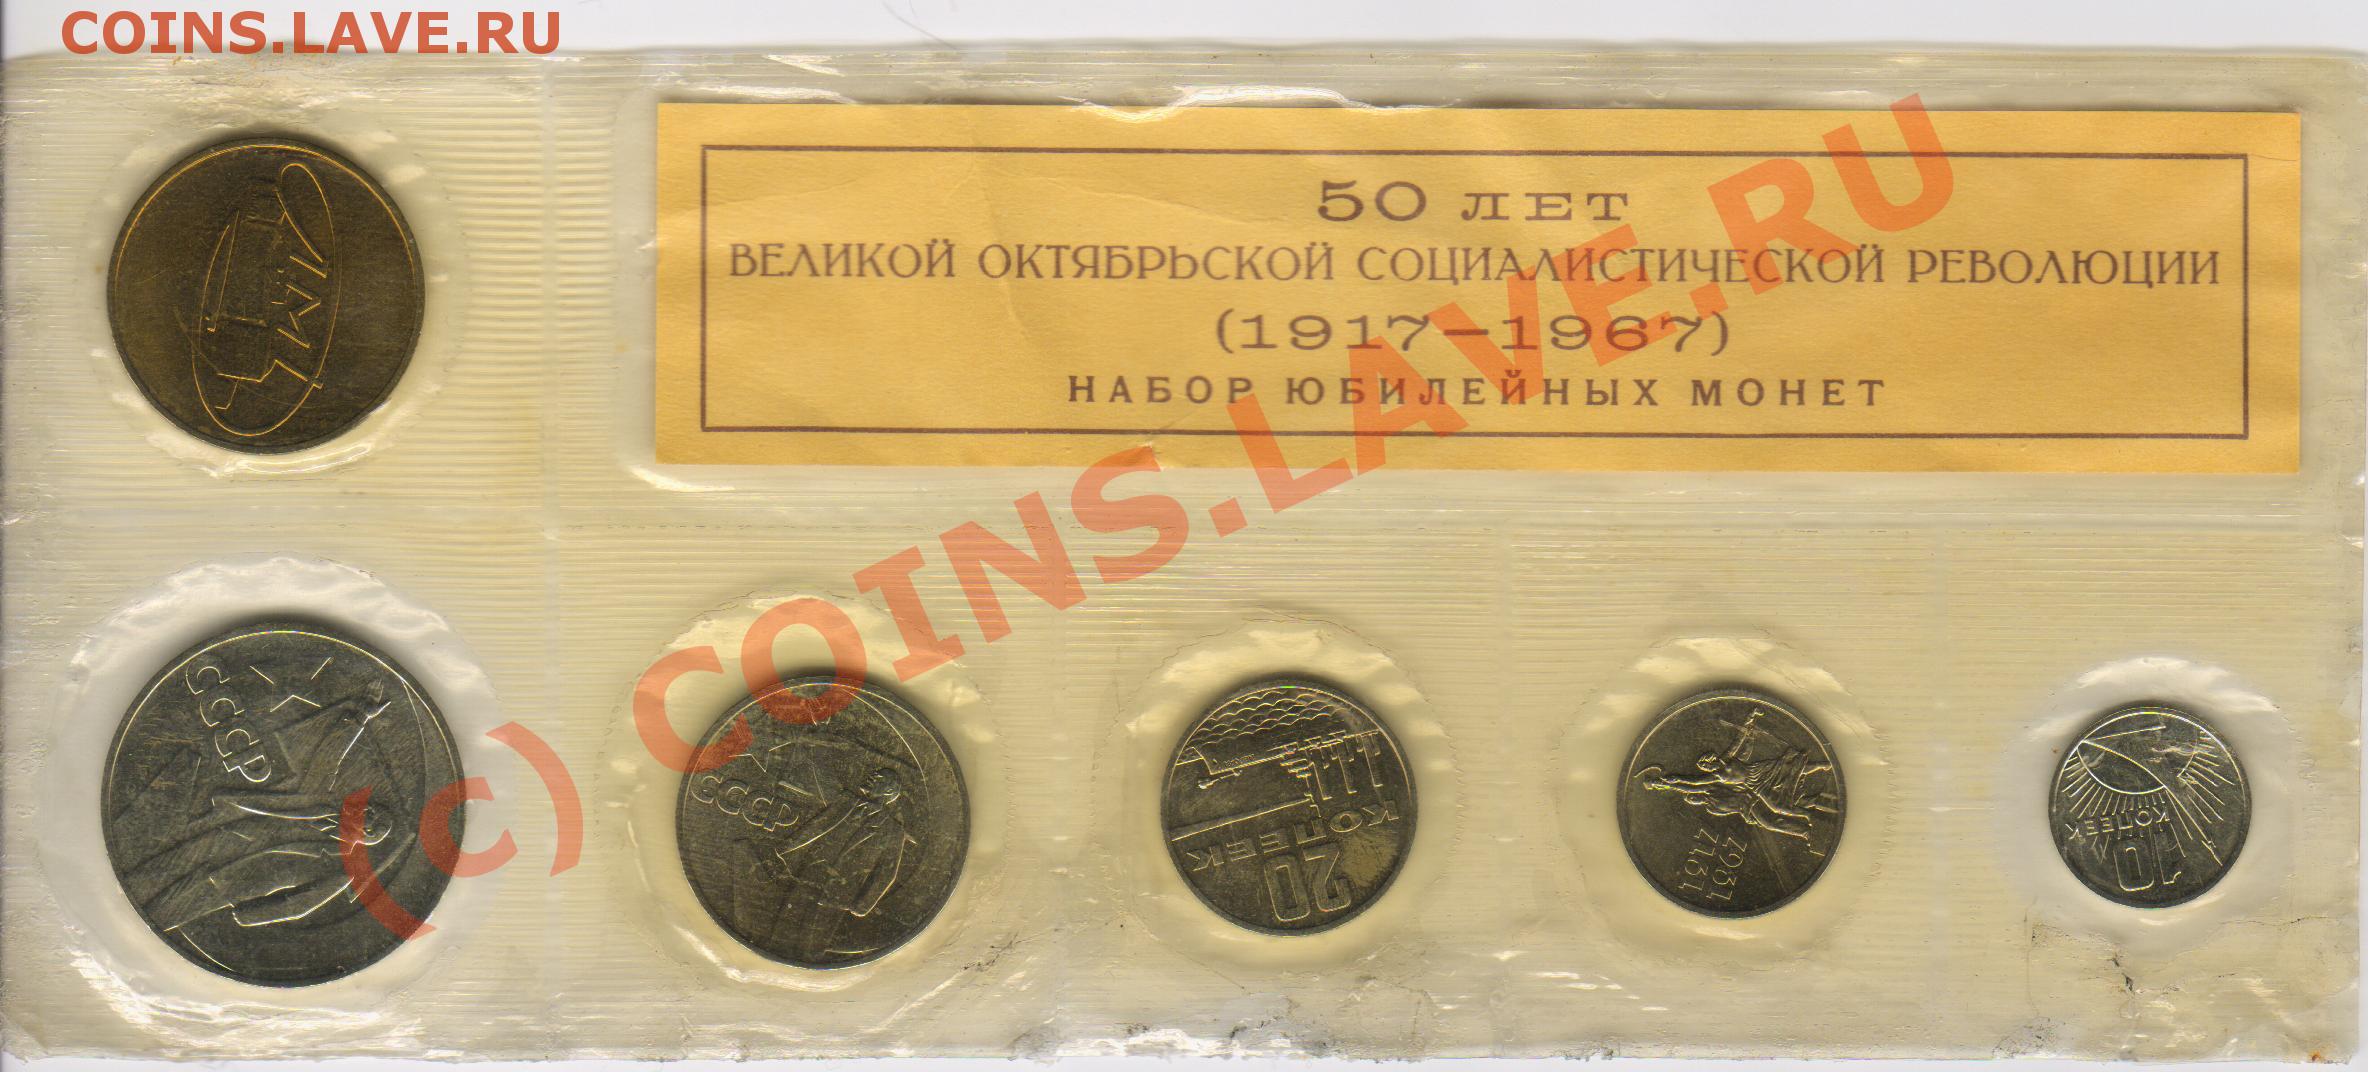 COINS.LAVE.RU
50 ЛЕТ
ВЕЛИКОЙ ОКТЯБРЬСКОЙ СОЦИАЛИСТИЧЕСКОЙ РЕВОЛЮЦИИ
(1917—1967)
НАБОР ЮБИЛЕЙНЫХ МОНЕТ
(c) COINS.LAVE.RU
СССР
СССР
20
КОПЕЕК
1917
1967
10
КОПЕЕК